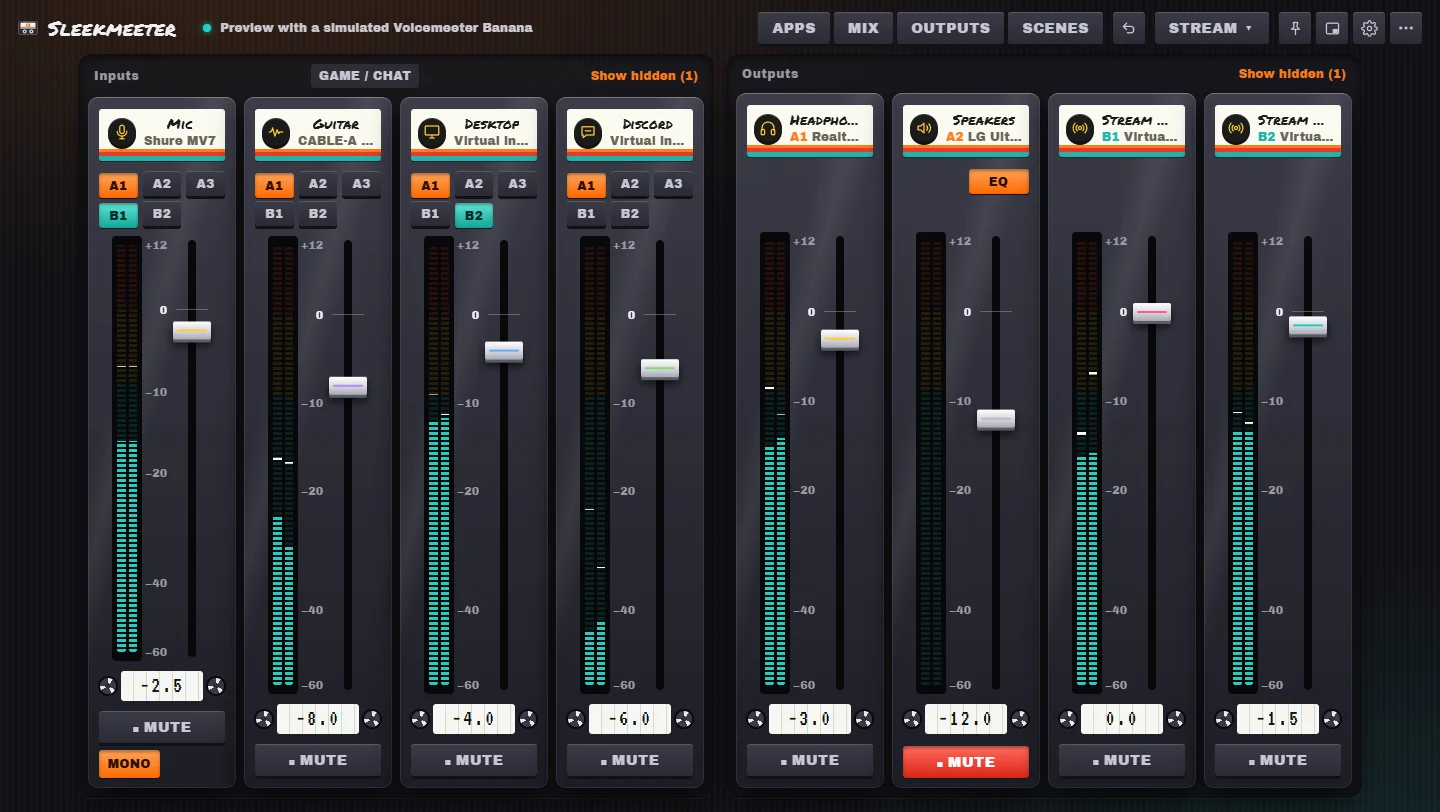 SLEEKMEETER
Preview with a simulated Voicemeeter Banana
APPS MIX OUTPUTS SCENES STREAM
Inputs GAME / CHAT Show hidden (1)
Outputs Show hidden (1)
MIC
Shure MV7
A1 A2 A3
B1 B2
+12
0
–10
–20
–40
–60
-2.5
MUTE
MONO
GUITAR
CABLE-A ...
A1 A2 A3
B1 B2
+12
0
–10
–20
–40
–60
-8.0
MUTE
DESKTOP
Virtual In...
A1 A2 A3
B1 B2
+12
0
–10
–20
–40
–60
-4.0
MUTE
DISCORD
Virtual In...
A1 A2 A3
B1 B2
+12
0
–10
–20
–40
–60
-6.0
MUTE
HEADPHO...
A1 Realt...
+12
0
–10
–20
–40
–60
-3.0
MUTE
SPEAKERS
A2 LG Ult...
EQ
+12
0
–10
–20
–40
–60
-12.0
MUTE
STREAM ...
B1 Virtua...
+12
0
–10
–20
–40
–60
0.0
MUTE
STREAM ...
B2 Virtua...
+12
0
–10
–20
–40
–60
-1.5
MUTE